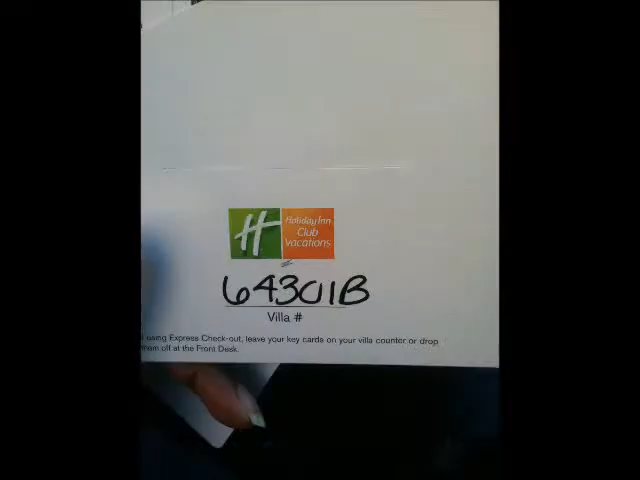 H
Holiday Inn
Club
Vacations
64301B
Villa #
using Express Check-out, leave your key cards on your villa counter or drop
them off at the Front Desk.